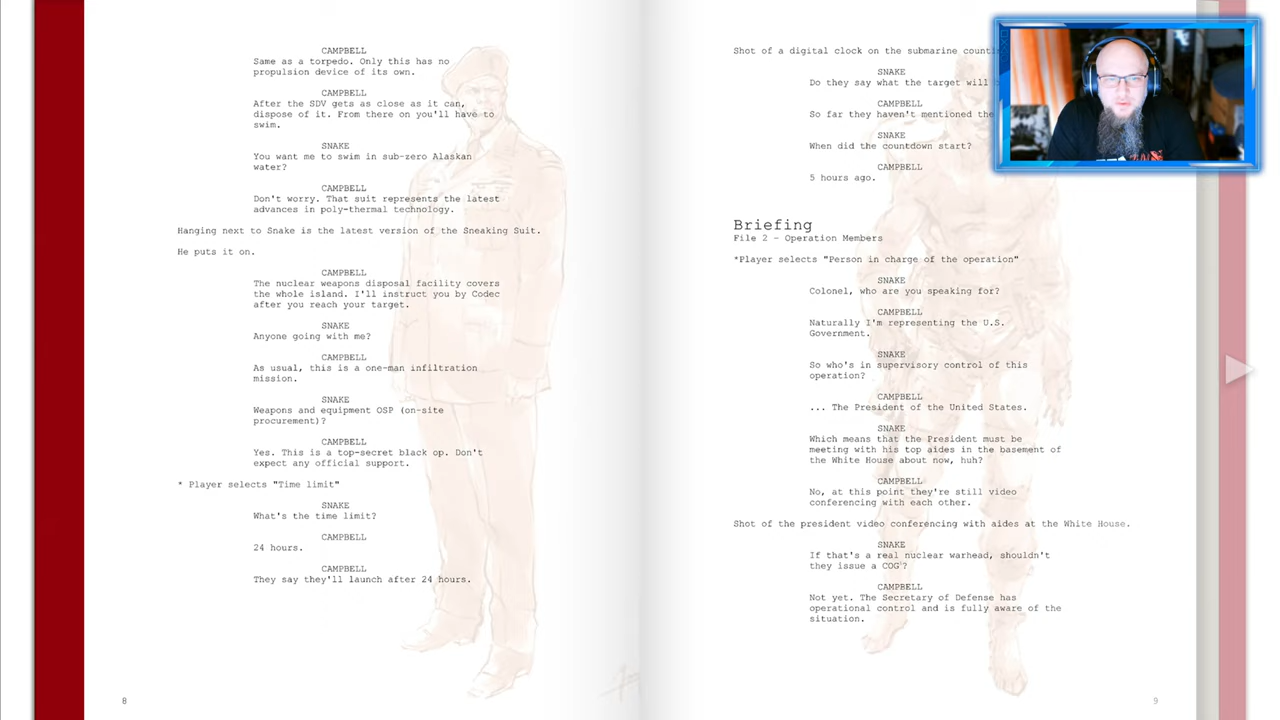 CAMPBELL
Same as a torpedo. Only this has no
propulsion device of its own.
CAMPBELL
After the SDV gets as close as it can,
dispose of it. From there on you'll have to
swim.
SNAKE
You want me to swim in sub-zero Alaskan
water?
CAMPBELL
Don't worry. That suit represents the latest
advances in poly-thermal technology.
Hanging next to Snake is the latest version of the Sneaking Suit.
He puts it on.
CAMPBELL
The nuclear weapons disposal facility covers
the whole island. I'll instruct you by Codec
after you reach your target.
SNAKE
Anyone going with me?
CAMPBELL
As usual, this is a one-man infiltration
mission.
SNAKE
Weapons and equipment OSP (on-site
procurement)?
CAMPBELL
Yes. This is a top-secret black op. Don't
expect any official support.
* Player selects "Time limit"
SNAKE
What's the time limit?
CAMPBELL
24 hours.
CAMPBELL
They say they'll launch after 24 hours.
8
Shot of a digital clock on the submarine
SNAKE
Do they say what the target will
CAMPBELL
So far they haven't mentioned the
SNAKE
When did the countdown start?
CAMPBELL
5 hours ago.
Briefing
File 2 - Operation Members
*Player selects "Person in charge of the operation"
SNAKE
Colonel, who are you speaking for?
CAMPBELL
Naturally I'm representing the U.S.
Government.
SNAKE
So who's in supervisory control of this
operation?
CAMPBELL
... The President of the United States.
SNAKE
Which means that the President must be
meeting with his top aides in the basement of
the White House about now, huh?
CAMPBELL
No, at this point they're still video
conferencing with each other.
Shot of the president video conferencing with aides at the White House.
SNAKE
If that's a real nuclear warhead, shouldn't
they issue a COG?
CAMPBELL
Not yet. The Secretary of Defense has
operational control and is fully aware of the
situation.
9